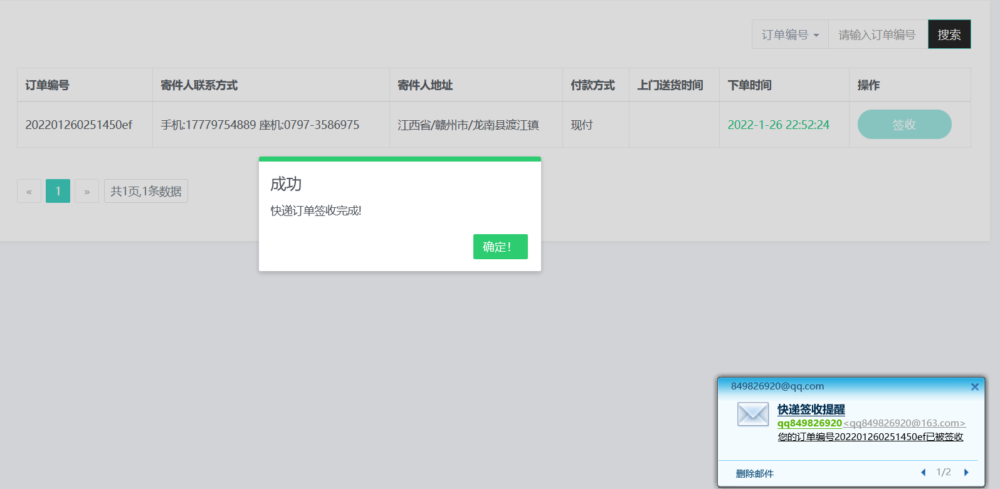 订单编号 请输入订单编号 搜索
订单编号 寄件人联系方式 寄件人地址 付款方式 上门送货时间 下单时间 操作
202201260251450ef 手机:17779754889 座机:0797-3586975 江西省/赣州市/龙南县渡江镇 现付 2022-1-26 22:52:24 签收
« 1 » 共1页,1条数据
成功
快递订单签收完成!
确定!
849826920@qq.com
快递签收提醒
qq849826920<qq849826920@163.com>
您的订单编号202201260251450ef已被签收
删除邮件 1/2